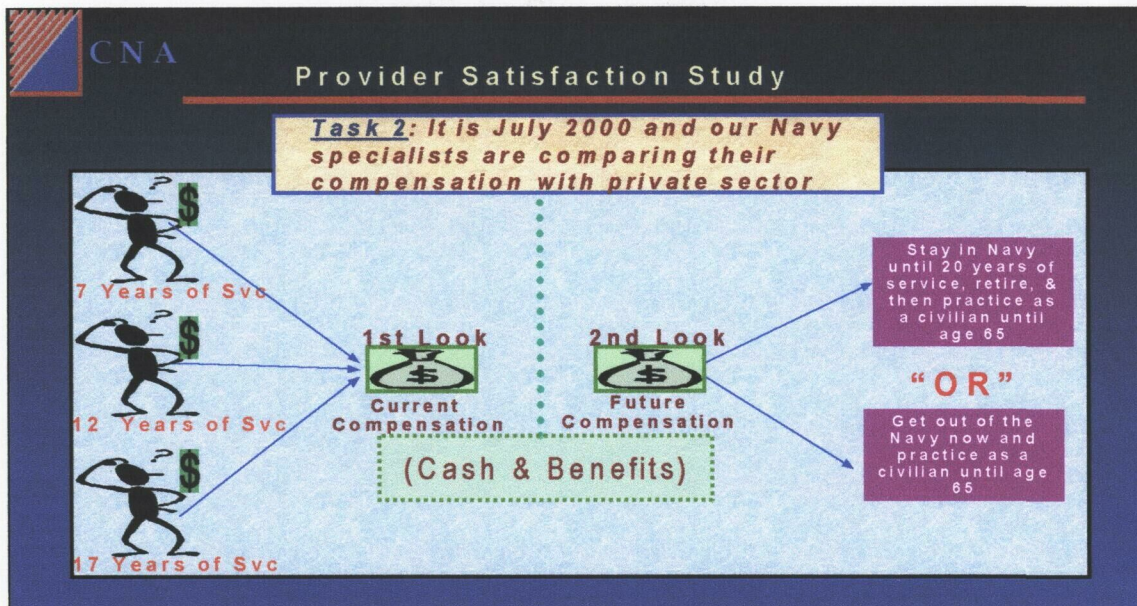 CNA
Provider Satisfaction Study
Task 2: It is July 2000 and our Navy
specialists are comparing their
compensation with private sector
$
7 Years of Svc
$
12 Years of Svc
$
17 Years of Svc
1st Look
$
Current
Compensation
2nd Look
$
Future
Compensation
(Cash & Benefits)
Stay in Navy
until 20 years of
service, retire, &
then practice as
a civilian until
age 65
"OR"
Get out of the
Navy now and
practice as a
civilian until age
65